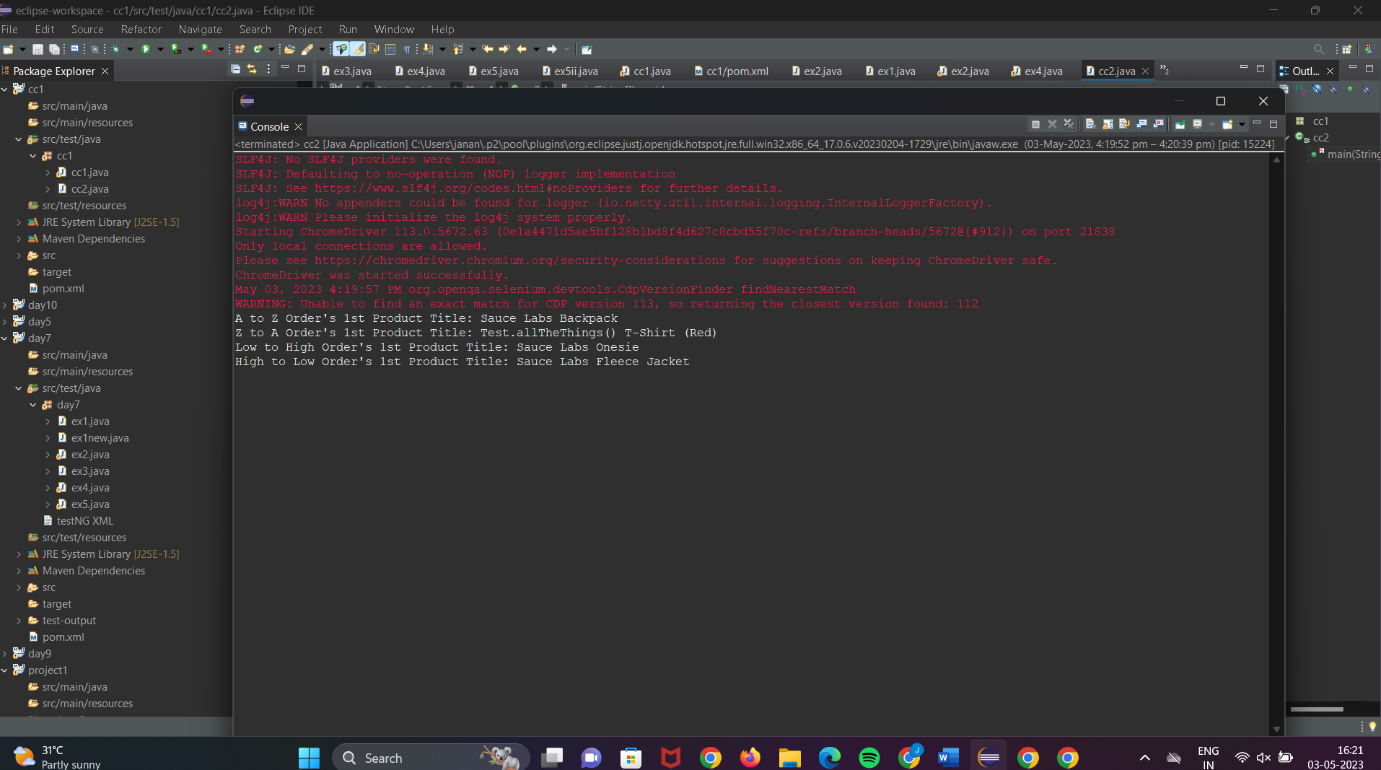 eclipse-workspace - cc1/src/test/java/cc1/cc2.java - Eclipse IDE
File Edit Source Refactor Navigate Search Project Run Window Help
Package Explorer
ex3.java ex4.java ex5.java ex5ii.java cc1.java cc1/pom.xml ex2.java ex1.java ex2.java ex4.java cc2.java »2
Outl...
cc1
src/main/java
src/main/resources
src/test/java
cc1
cc1.java
cc2.java
src/test/resources
JRE System Library [J2SE-1.5]
Maven Dependencies
src
target
pom.xml
day10
day5
day7
src/main/java
src/main/resources
src/test/java
day7
ex1.java
ex1new.java
ex2.java
ex3.java
ex4.java
ex5.java
testNG XML
src/test/resources
JRE System Library [J2SE-1.5]
Maven Dependencies
src
target
test-output
pom.xml
day9
project1
src/main/java
src/main/resources
Console
<terminated> cc2 [Java Application] C:\Users\janan\.p2\pool\plugins\org.eclipse.justj.openjdk.hotspot.jre.full.win32.x86_64_17.0.6.v20230204-1729\jre\bin\javaw.exe (03-May-2023, 4:19:52 pm – 4:20:39 pm) [pid: 15224]
SLF4J: No SLF4J providers were found.
SLF4J: Defaulting to no-operation (NOP) logger implementation
SLF4J: See https://www.slf4j.org/codes.html#noProviders for further details.
log4j:WARN No appenders could be found for logger (io.netty.util.internal.logging.InternalLoggerFactory).
log4j:WARN Please initialize the log4j system properly.
Starting ChromeDriver 113.0.5672.63 (0e1a4471d5ae5bf128b1bd8f4d627c8cbd55f70c-refs/branch-heads/5672@{#912}) on port 21838
Only local connections are allowed.
Please see https://chromedriver.chromium.org/security-considerations for suggestions on keeping ChromeDriver safe.
ChromeDriver was started successfully.
May 03, 2023 4:19:57 PM org.openqa.selenium.devtools.CdpVersionFinder findNearestMatch
WARNING: Unable to find an exact match for CDP version 113, so returning the closest version found: 112
A to Z Order's 1st Product Title: Sauce Labs Backpack
Z to A Order's 1st Product Title: Test.allTheThings() T-Shirt (Red)
Low to High Order's 1st Product Title: Sauce Labs Onesie
High to Low Order's 1st Product Title: Sauce Labs Fleece Jacket
cc1
cc2
main(String
31°C
Partly sunny
Search
ENG
IN
16:21
03-05-2023